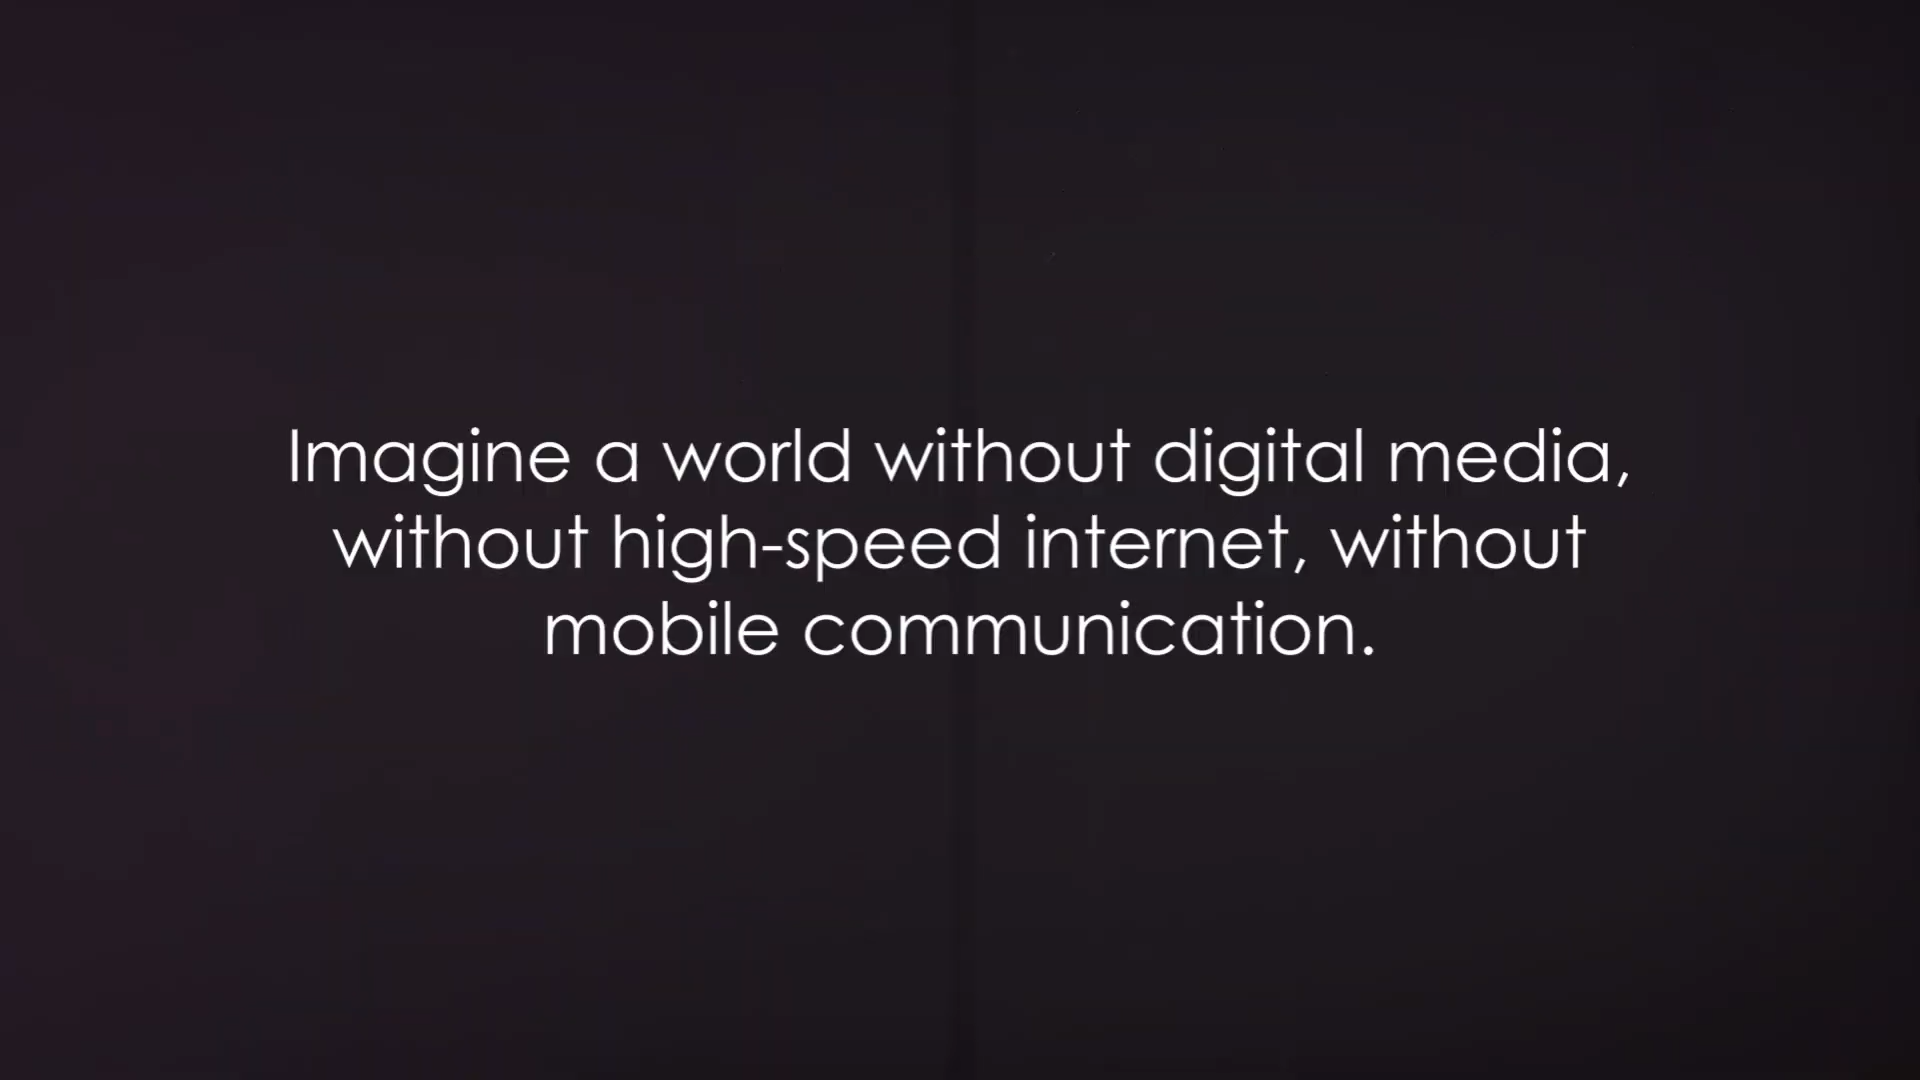 Imagine a world without digital media,
without high-speed internet, without
mobile communication.